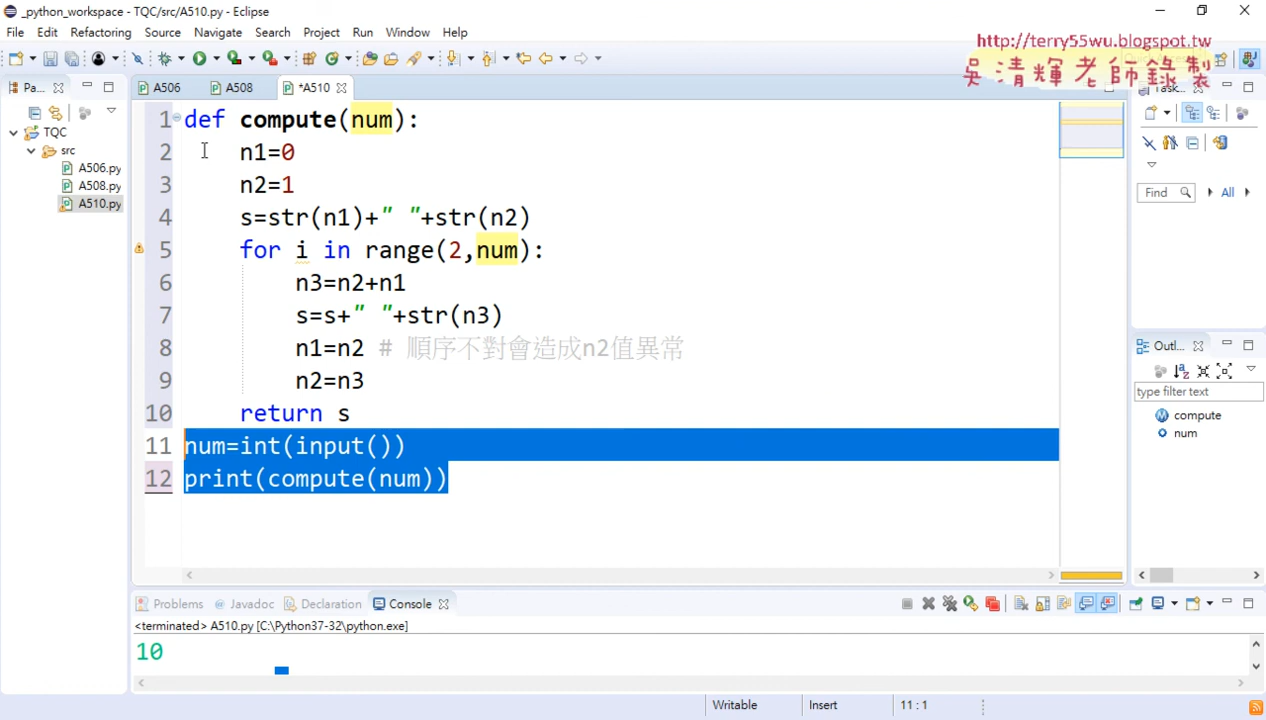 _python_workspace - TQC/src/A510.py - Eclipse
File Edit Refactoring Source Navigate Search Project Run Window Help
http://terry55wu.blogspot.tw
吳清輝老師錄製
Pa...
A506
A508
*A510
Tas
TQC
src
A506.py
A508.py
A510.py
1 def compute(num):
2 n1=0
3 n2=1
4 s=str(n1)+" "+str(n2)
5 for i in range(2,num):
6 n3=n2+n1
7 s=s+" "+str(n3)
8 n1=n2 # 順序不對會造成n2值異常
9 n2=n3
10 return s
11 num=int(input())
12 print(compute(num))
Find All
Outl...
type filter text
compute
num
Problems Javadoc Declaration Console
<terminated> A510.py [C:\Python37-32\python.exe]
10
Writable Insert 11 : 1